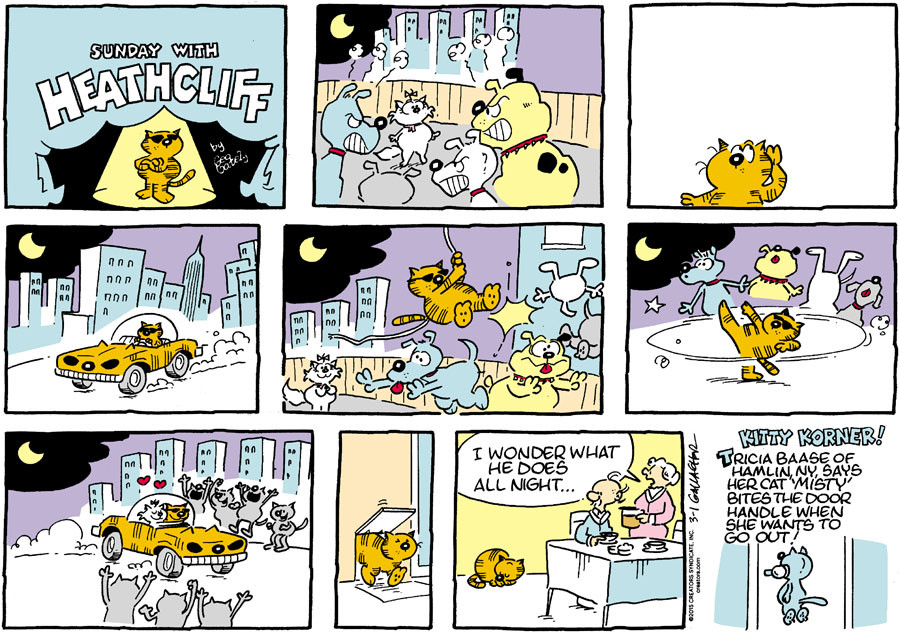 SUNDAY WITH
HEATHCLIFF
by
I WONDER WHAT
HE DOES
ALL NIGHT...
3-1 GALLAGHER
©2015 CREATORS SYNDICATE, INC.
creators.com
KITTY KORNER!
TRICIA BAASE OF
HAMLIN, NY, SAYS
HER CAT 'MISTY'
BITES THE DOOR
HANDLE WHEN
SHE WANTS TO
GO OUT!